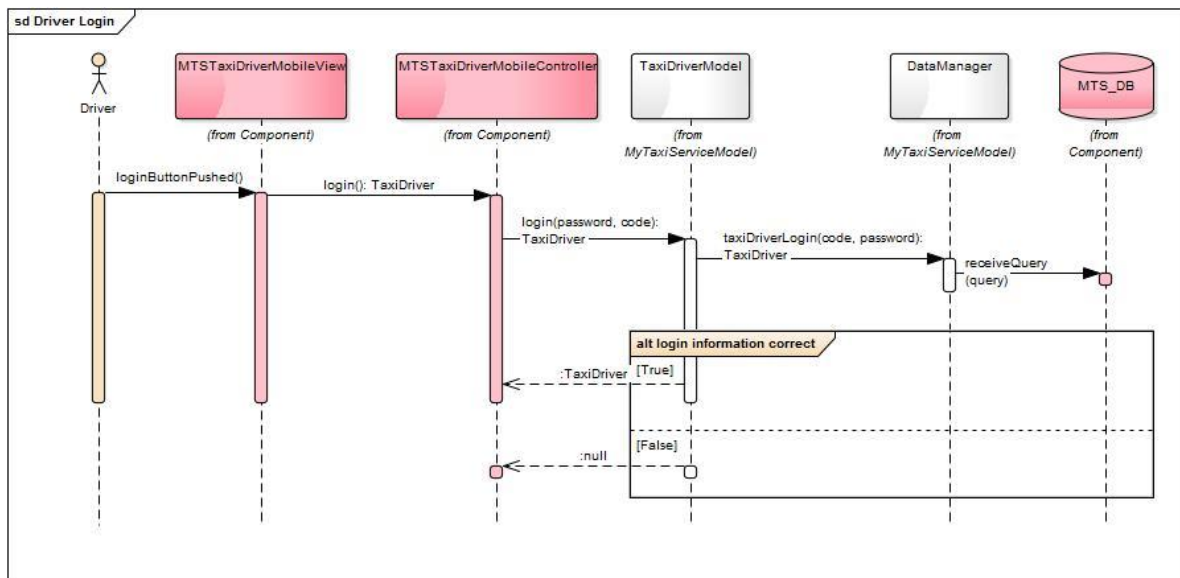 sd Driver Login
MTSTaxiDriverMobileView
MTSTaxiDriverMobileController
TaxiDriverModel
DataManager
MTS_DB
Driver
(from Component)
(from Component)
(from
MyTaxiServiceModel)
(from
MyTaxiServiceModel)
(from
Component)
loginButtonPushed()
login(): TaxiDriver
login(password, code):
TaxiDriver
taxiDriverLogin(code, password):
TaxiDriver
receiveQuery
(query)
alt login information correct
:TaxiDriver
[True]
[False]
:null